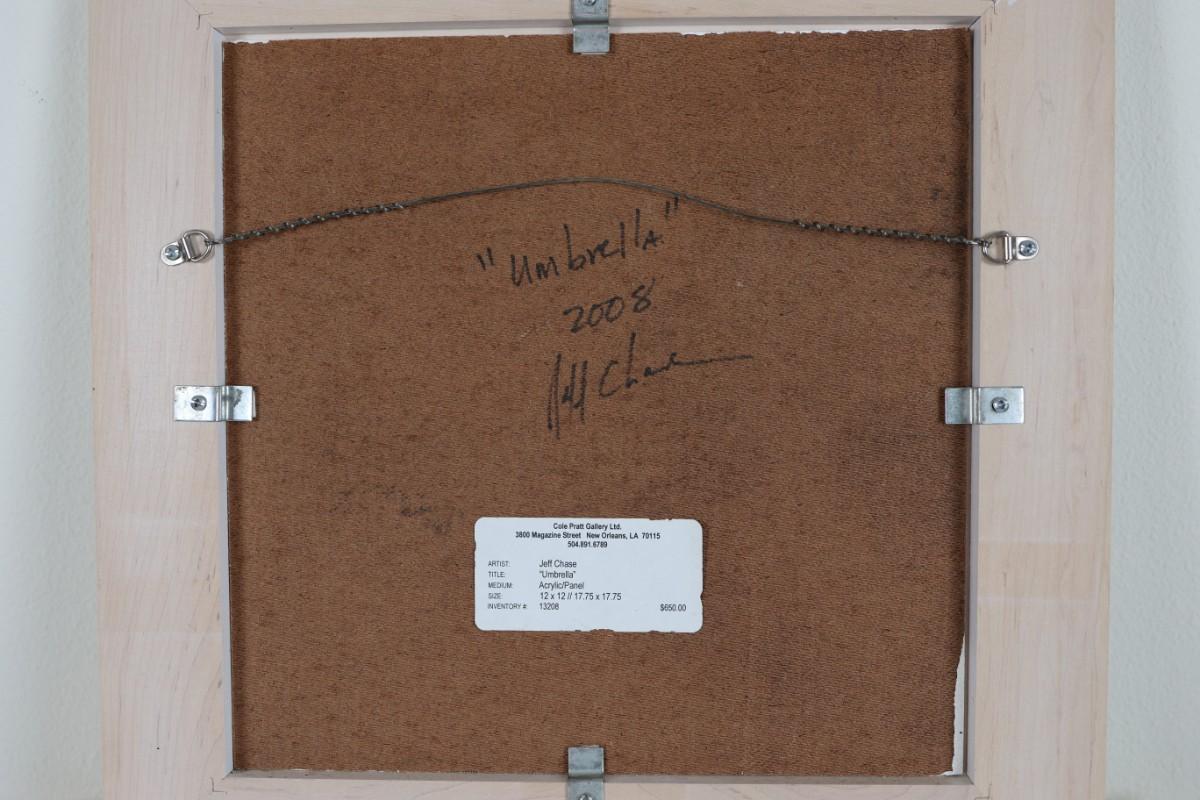 "Umbrella"
2008
Jeff Chase
Cole Pratt Gallery Ltd.
3800 Magazine Street New Orleans, LA 70115
504.891.6789
ARTIST: Jeff Chase
TITLE: "Umbrella"
MEDIUM: Acrylic/Panel
SIZE: 12 x 12 // 17.75 x 17.75
INVENTORY #: 13208 $650.00